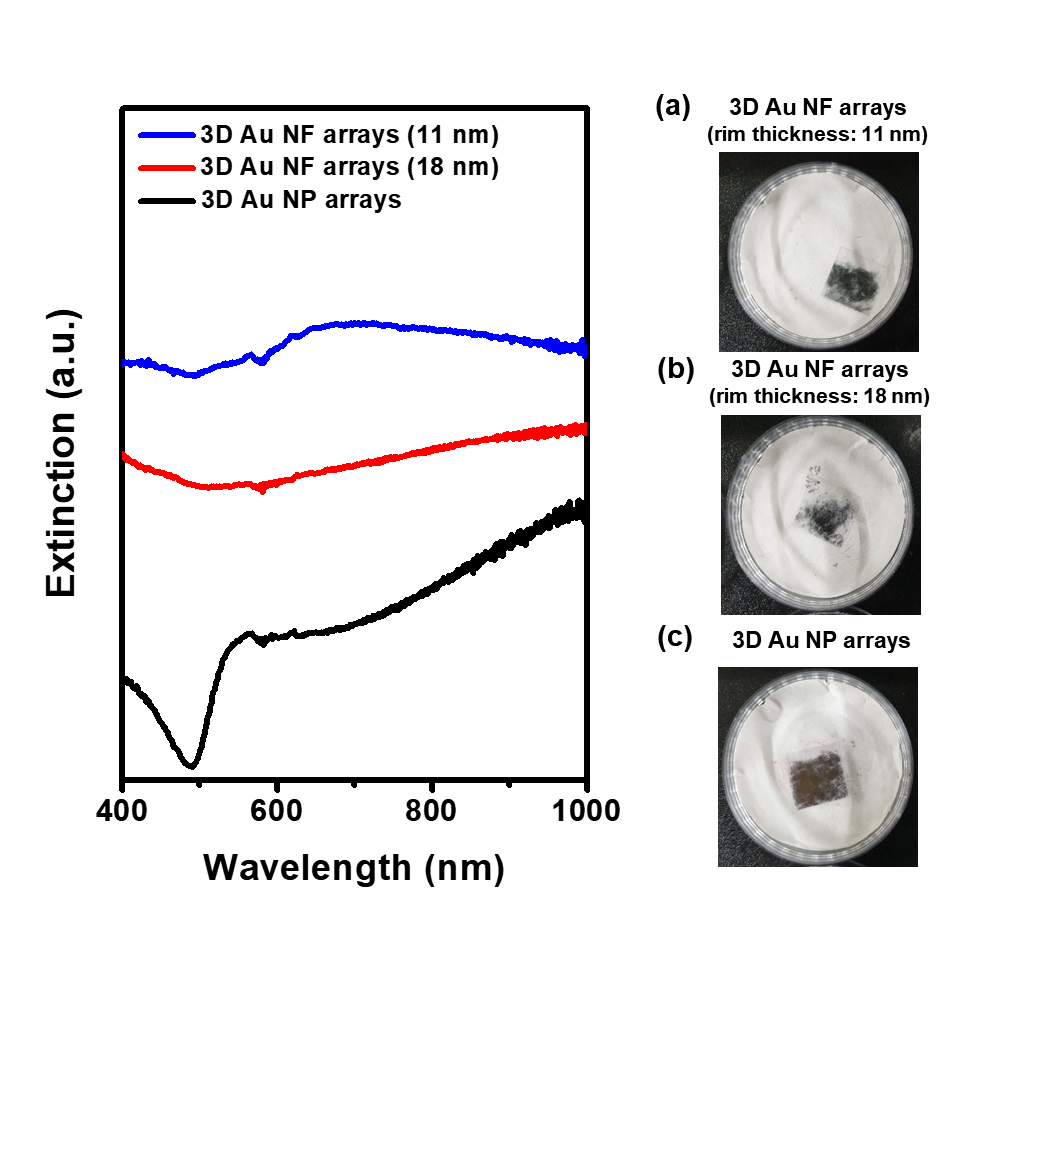 3D Au NF arrays (11 nm)
3D Au NF arrays (18 nm)
3D Au NP arrays
Extinction (a.u.)
400
600
800
1000
Wavelength (nm)
(a)
3D Au NF arrays
(rim thickness: 11 nm)
(b)
3D Au NF arrays
(rim thickness: 18 nm)
(c)
3D Au NP arrays